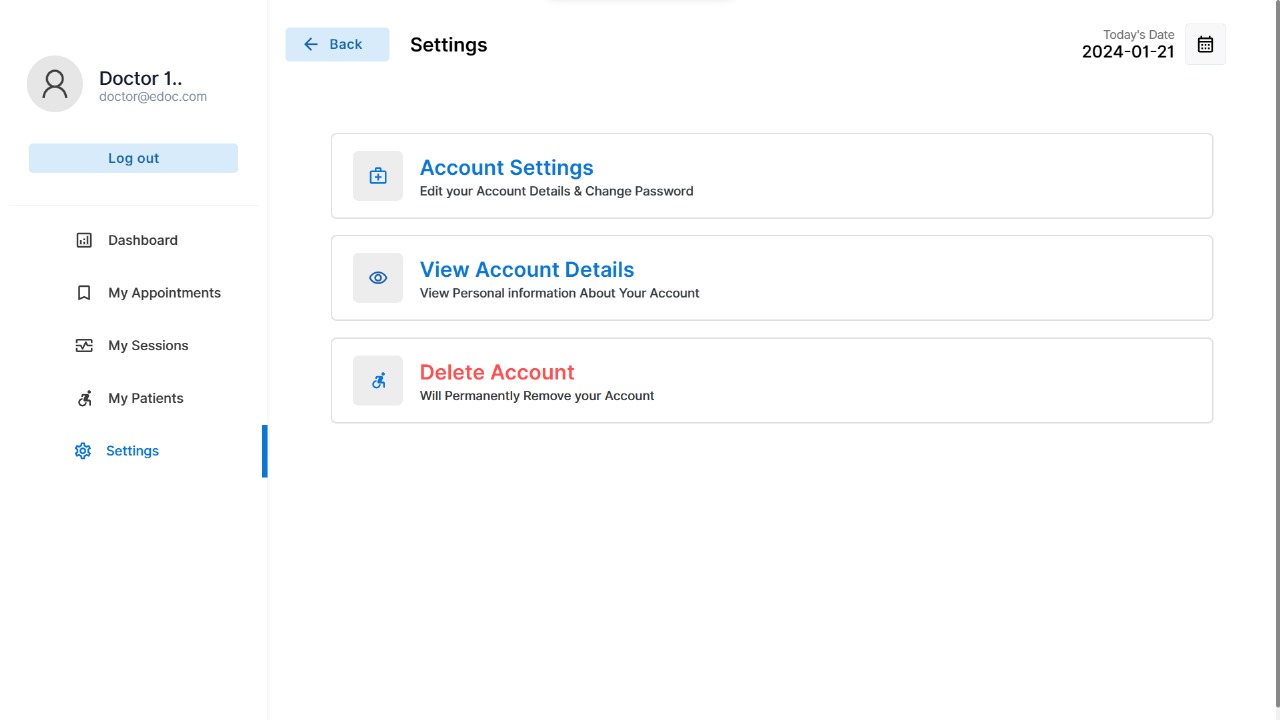 Doctor 1..
doctor@edoc.com
Log out
Dashboard
My Appointments
My Sessions
My Patients
Settings
Back
Settings
Today's Date
2024-01-21
Account Settings
Edit your Account Details & Change Password
View Account Details
View Personal information About Your Account
Delete Account
Will Permanently Remove your Account